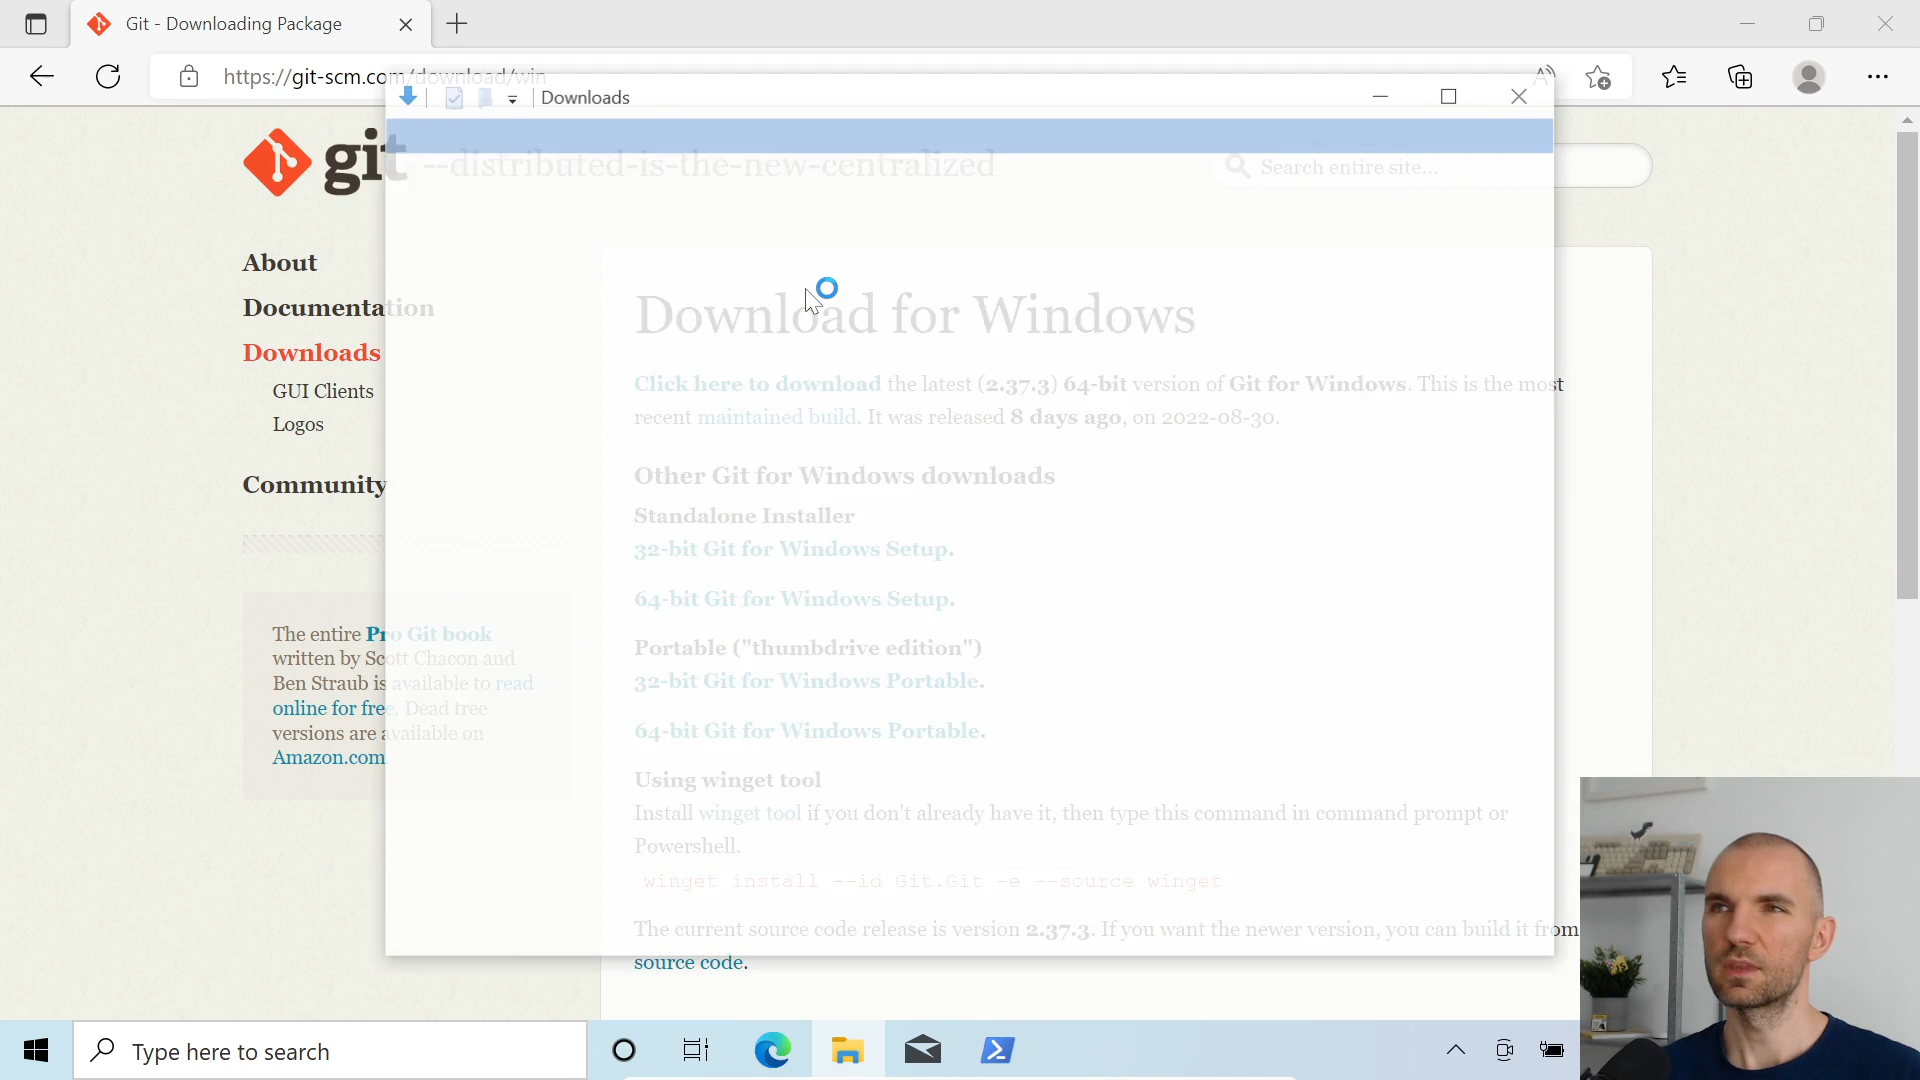 Git - Downloading Package
https://git-scm.com/download/win
Downloads
git --distributed-is-the-new-centralized
Search entire site...
About
Documentation
Downloads
GUI Clients
Logos
Community
The entire Pro Git book
written by Scott Chacon and
Ben Straub is available to read
online for free. Dead tree
versions are available on
Amazon.com
Download for Windows
Click here to download the latest (2.37.3) 64-bit version of Git for Windows. This is the most
recent maintained build. It was released 8 days ago, on 2022-08-30.
Other Git for Windows downloads
Standalone Installer
32-bit Git for Windows Setup.
64-bit Git for Windows Setup.
Portable ("thumbdrive edition")
32-bit Git for Windows Portable.
64-bit Git for Windows Portable.
Using winget tool
Install winget tool if you don't already have it, then type this command in command prompt or
Powershell.
winget install --id Git.Git -e --source winget
The current source code release is version 2.37.3. If you want the newer version, you can build it from
source code.
Type here to search